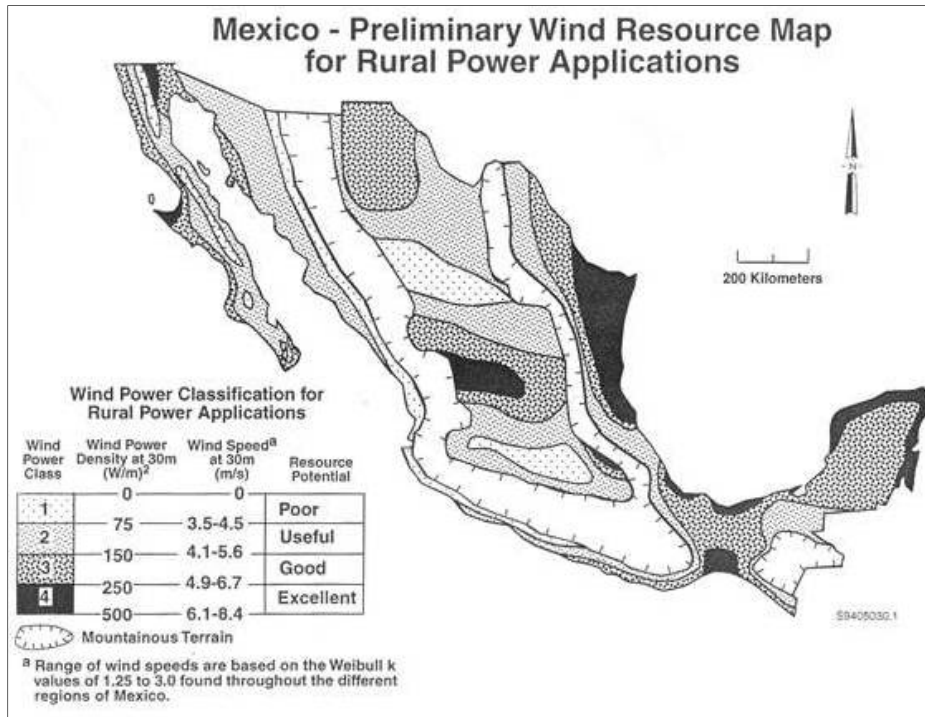 Mexico - Preliminary Wind Resource Map
for Rural Power Applications
N
200 Kilometers
Wind Power Classification for
Rural Power Applications
Wind Power Class
Wind Power Density at 30m (W/m)²
Wind Speedᵃ at 30m (m/s)
Resource Potential
0 0
1 Poor
75 3.5-4.5
2 Useful
150 4.1-5.6
3 Good
250 4.9-6.7
4 Excellent
500 6.1-8.4
Mountainous Terrain
ᵃ Range of wind speeds are based on the Weibull k
values of 1.25 to 3.0 found throughout the different
regions of Mexico.
S9405030.1